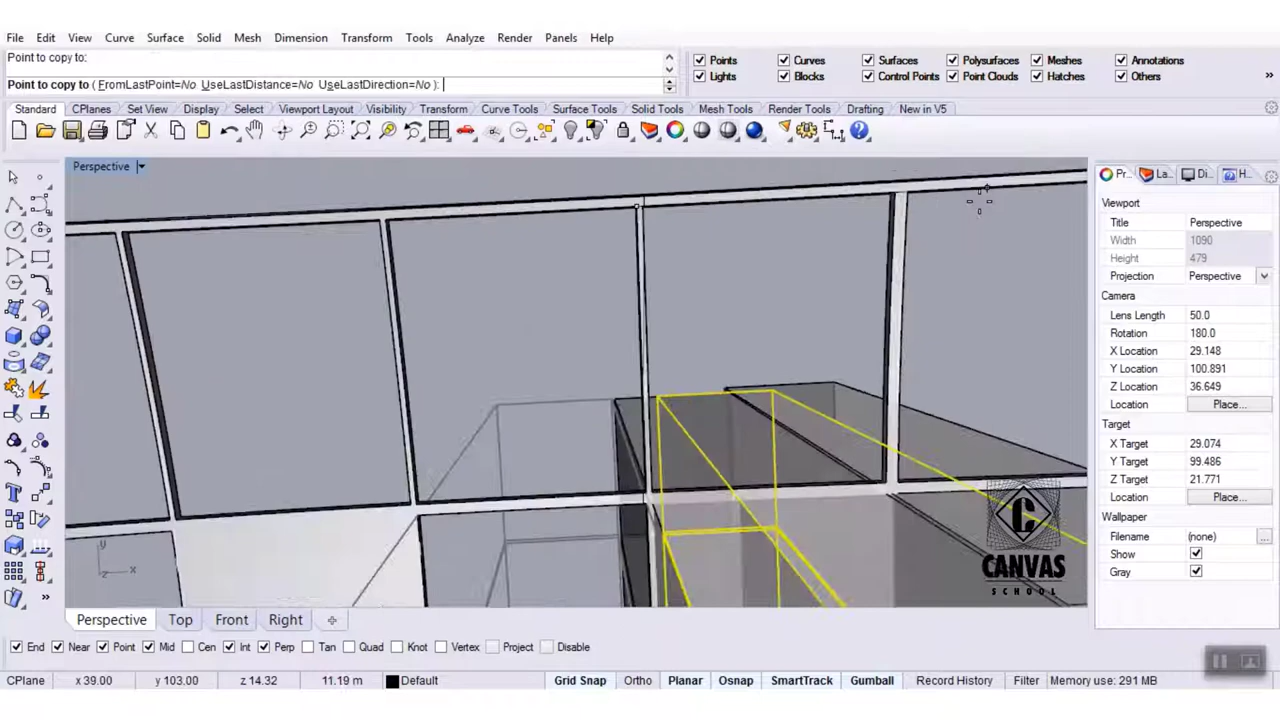 File Edit View Curve Surface Solid Mesh Dimension Transform Tools Analyze Render Panels Help
Point to copy to:
Point to copy to ( FromLastPoint=No UseLastDistance=No UseLastDirection=No ):
Points Curves Surfaces Polysurfaces Meshes Annotations
Lights Blocks Control Points Point Clouds Hatches Others
Standard CPlanes Set View Display Select Viewport Layout Visibility Transform Curve Tools Surface Tools Solid Tools Mesh Tools Render Tools Drafting New in V5
Perspective
Pr... La... Di... H...
Viewport
Title Perspective
Width 1090
Height 479
Projection Perspective
Camera
Lens Length 50.0
Rotation 180.0
X Location 29.148
Y Location 100.891
Z Location 36.649
Location Place...
Target
X Target 29.074
Y Target 99.486
Z Target 21.771
Location Place...
Wallpaper
Filename (none) ...
Show
Gray
y
z x
CANVAS
SCHOOL
Perspective Top Front Right
End Near Point Mid Cen Int Perp Tan Quad Knot Vertex Project Disable
CPlane x 39.00 y 103.00 z 14.32 11.19 m Default Grid Snap Ortho Planar Osnap SmartTrack Gumball Record History Filter Memory use: 291 MB